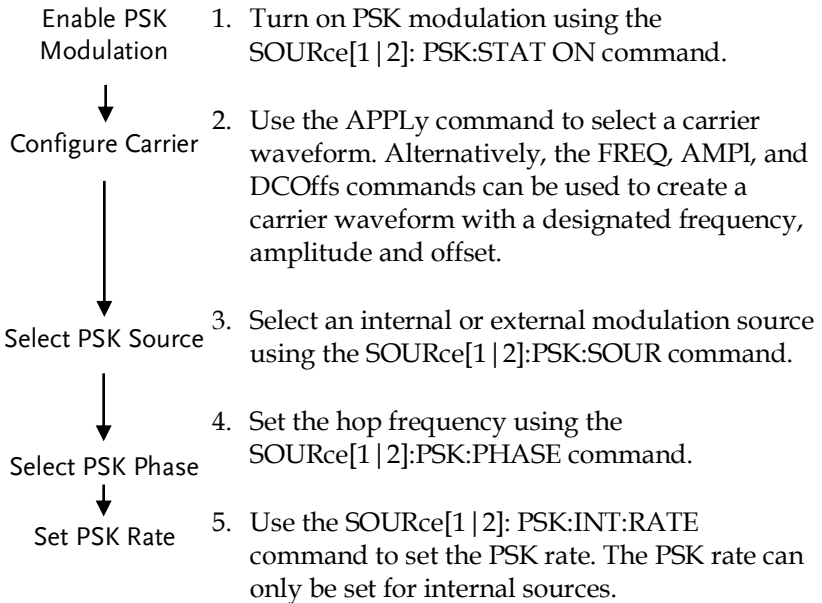 Enable PSK
Modulation
1. Turn on PSK modulation using the
SOURce[1|2]: PSK:STAT ON command.
Configure Carrier
2. Use the APPLy command to select a carrier
waveform. Alternatively, the FREQ, AMPl, and
DCOffs commands can be used to create a
carrier waveform with a designated frequency,
amplitude and offset.
Select PSK Source
3. Select an internal or external modulation source
using the SOURce[1|2]:PSK:SOUR command.
Select PSK Phase
4. Set the hop frequency using the
SOURce[1|2]:PSK:PHASE command.
Set PSK Rate
5. Use the SOURce[1|2]: PSK:INT:RATE
command to set the PSK rate. The PSK rate can
only be set for internal sources.